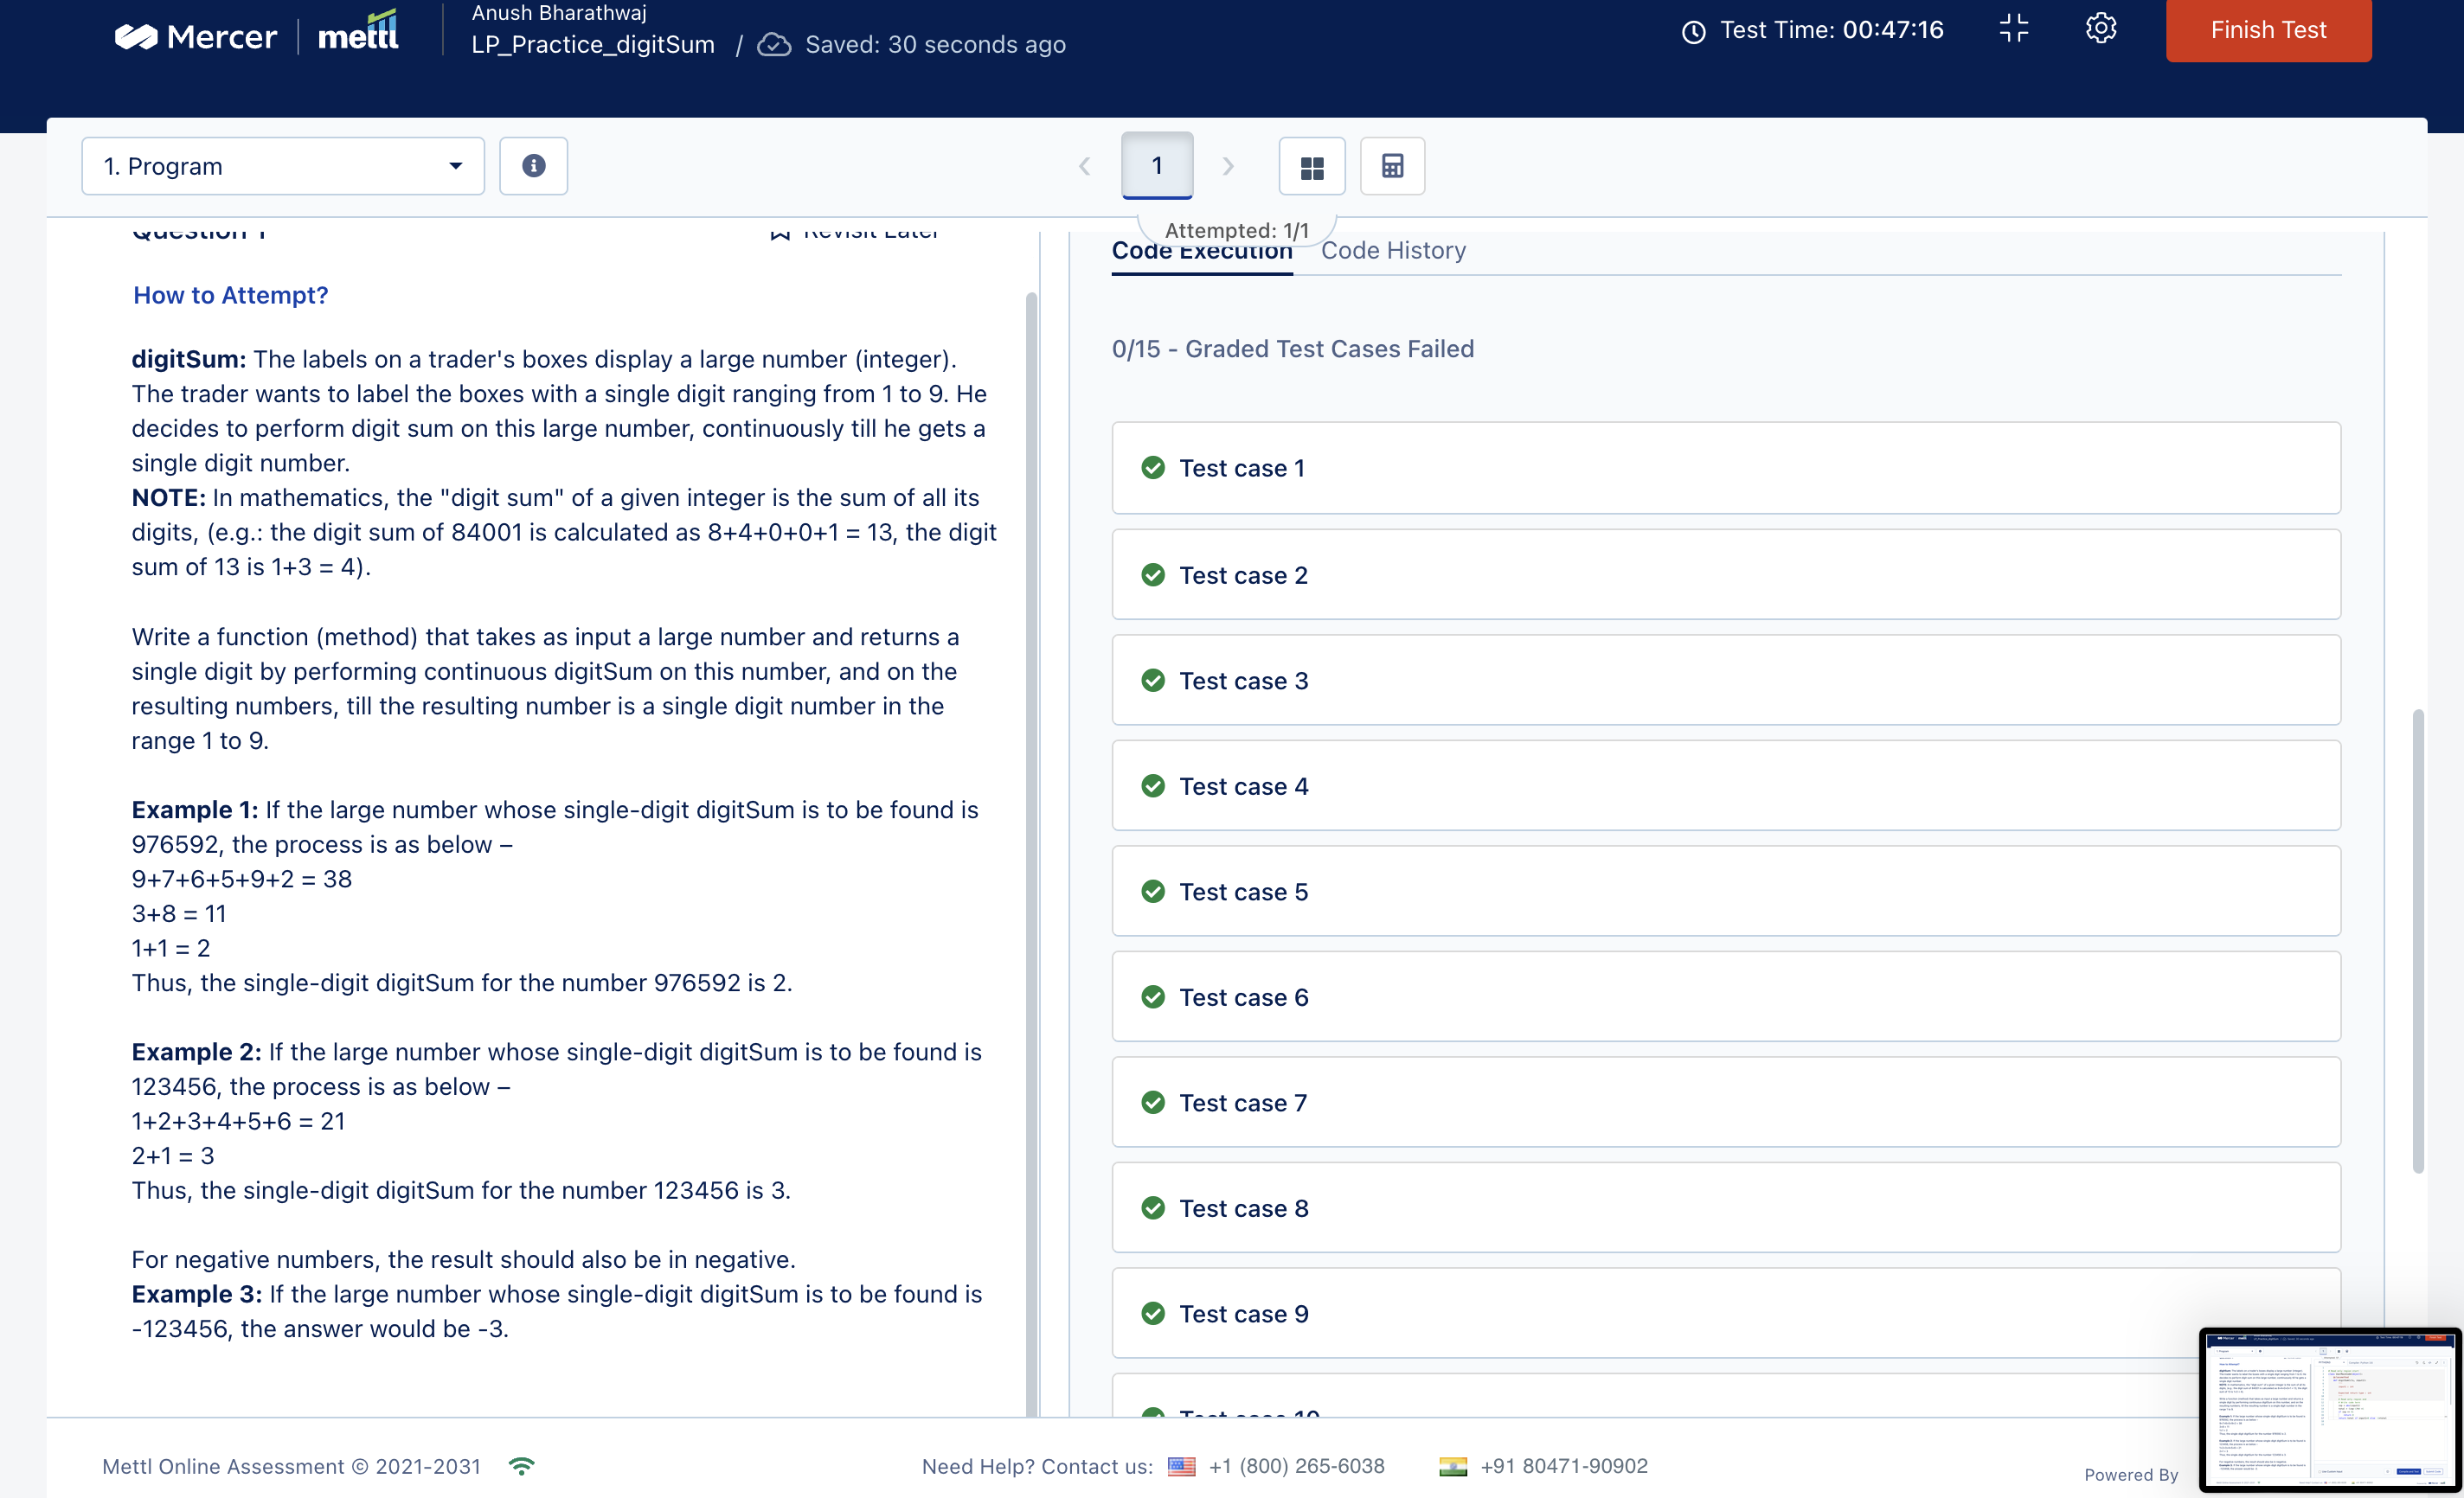 Mercer
mettl
Anush Bharathwaj
LP_Practice_digitSum / Saved: 30 seconds ago
Test Time: 00:47:16
Finish Test
1. Program
1
Attempted: 1/1
Question 1
Revisit Later
How to Attempt?
digitSum: The labels on a trader's boxes display a large number (integer).
The trader wants to label the boxes with a single digit ranging from 1 to 9. He
decides to perform digit sum on this large number, continuously till he gets a
single digit number.
NOTE: In mathematics, the "digit sum" of a given integer is the sum of all its
digits, (e.g.: the digit sum of 84001 is calculated as 8+4+0+0+1 = 13, the digit
sum of 13 is 1+3 = 4).
Write a function (method) that takes as input a large number and returns a
single digit by performing continuous digitSum on this number, and on the
resulting numbers, till the resulting number is a single digit number in the
range 1 to 9.
Example 1: If the large number whose single-digit digitSum is to be found is
976592, the process is as below –
9+7+6+5+9+2 = 38
3+8 = 11
1+1 = 2
Thus, the single-digit digitSum for the number 976592 is 2.
Example 2: If the large number whose single-digit digitSum is to be found is
123456, the process is as below –
1+2+3+4+5+6 = 21
2+1 = 3
Thus, the single-digit digitSum for the number 123456 is 3.
For negative numbers, the result should also be in negative.
Example 3: If the large number whose single-digit digitSum is to be found is
-123456, the answer would be -3.
Code Execution
Code History
0/15 - Graded Test Cases Failed
Test case 1
Test case 2
Test case 3
Test case 4
Test case 5
Test case 6
Test case 7
Test case 8
Test case 9
Test case 10
Mettl Online Assessment © 2021-2031
Need Help? Contact us: +1 (800) 265-6038 +91 80471-90902
Powered By